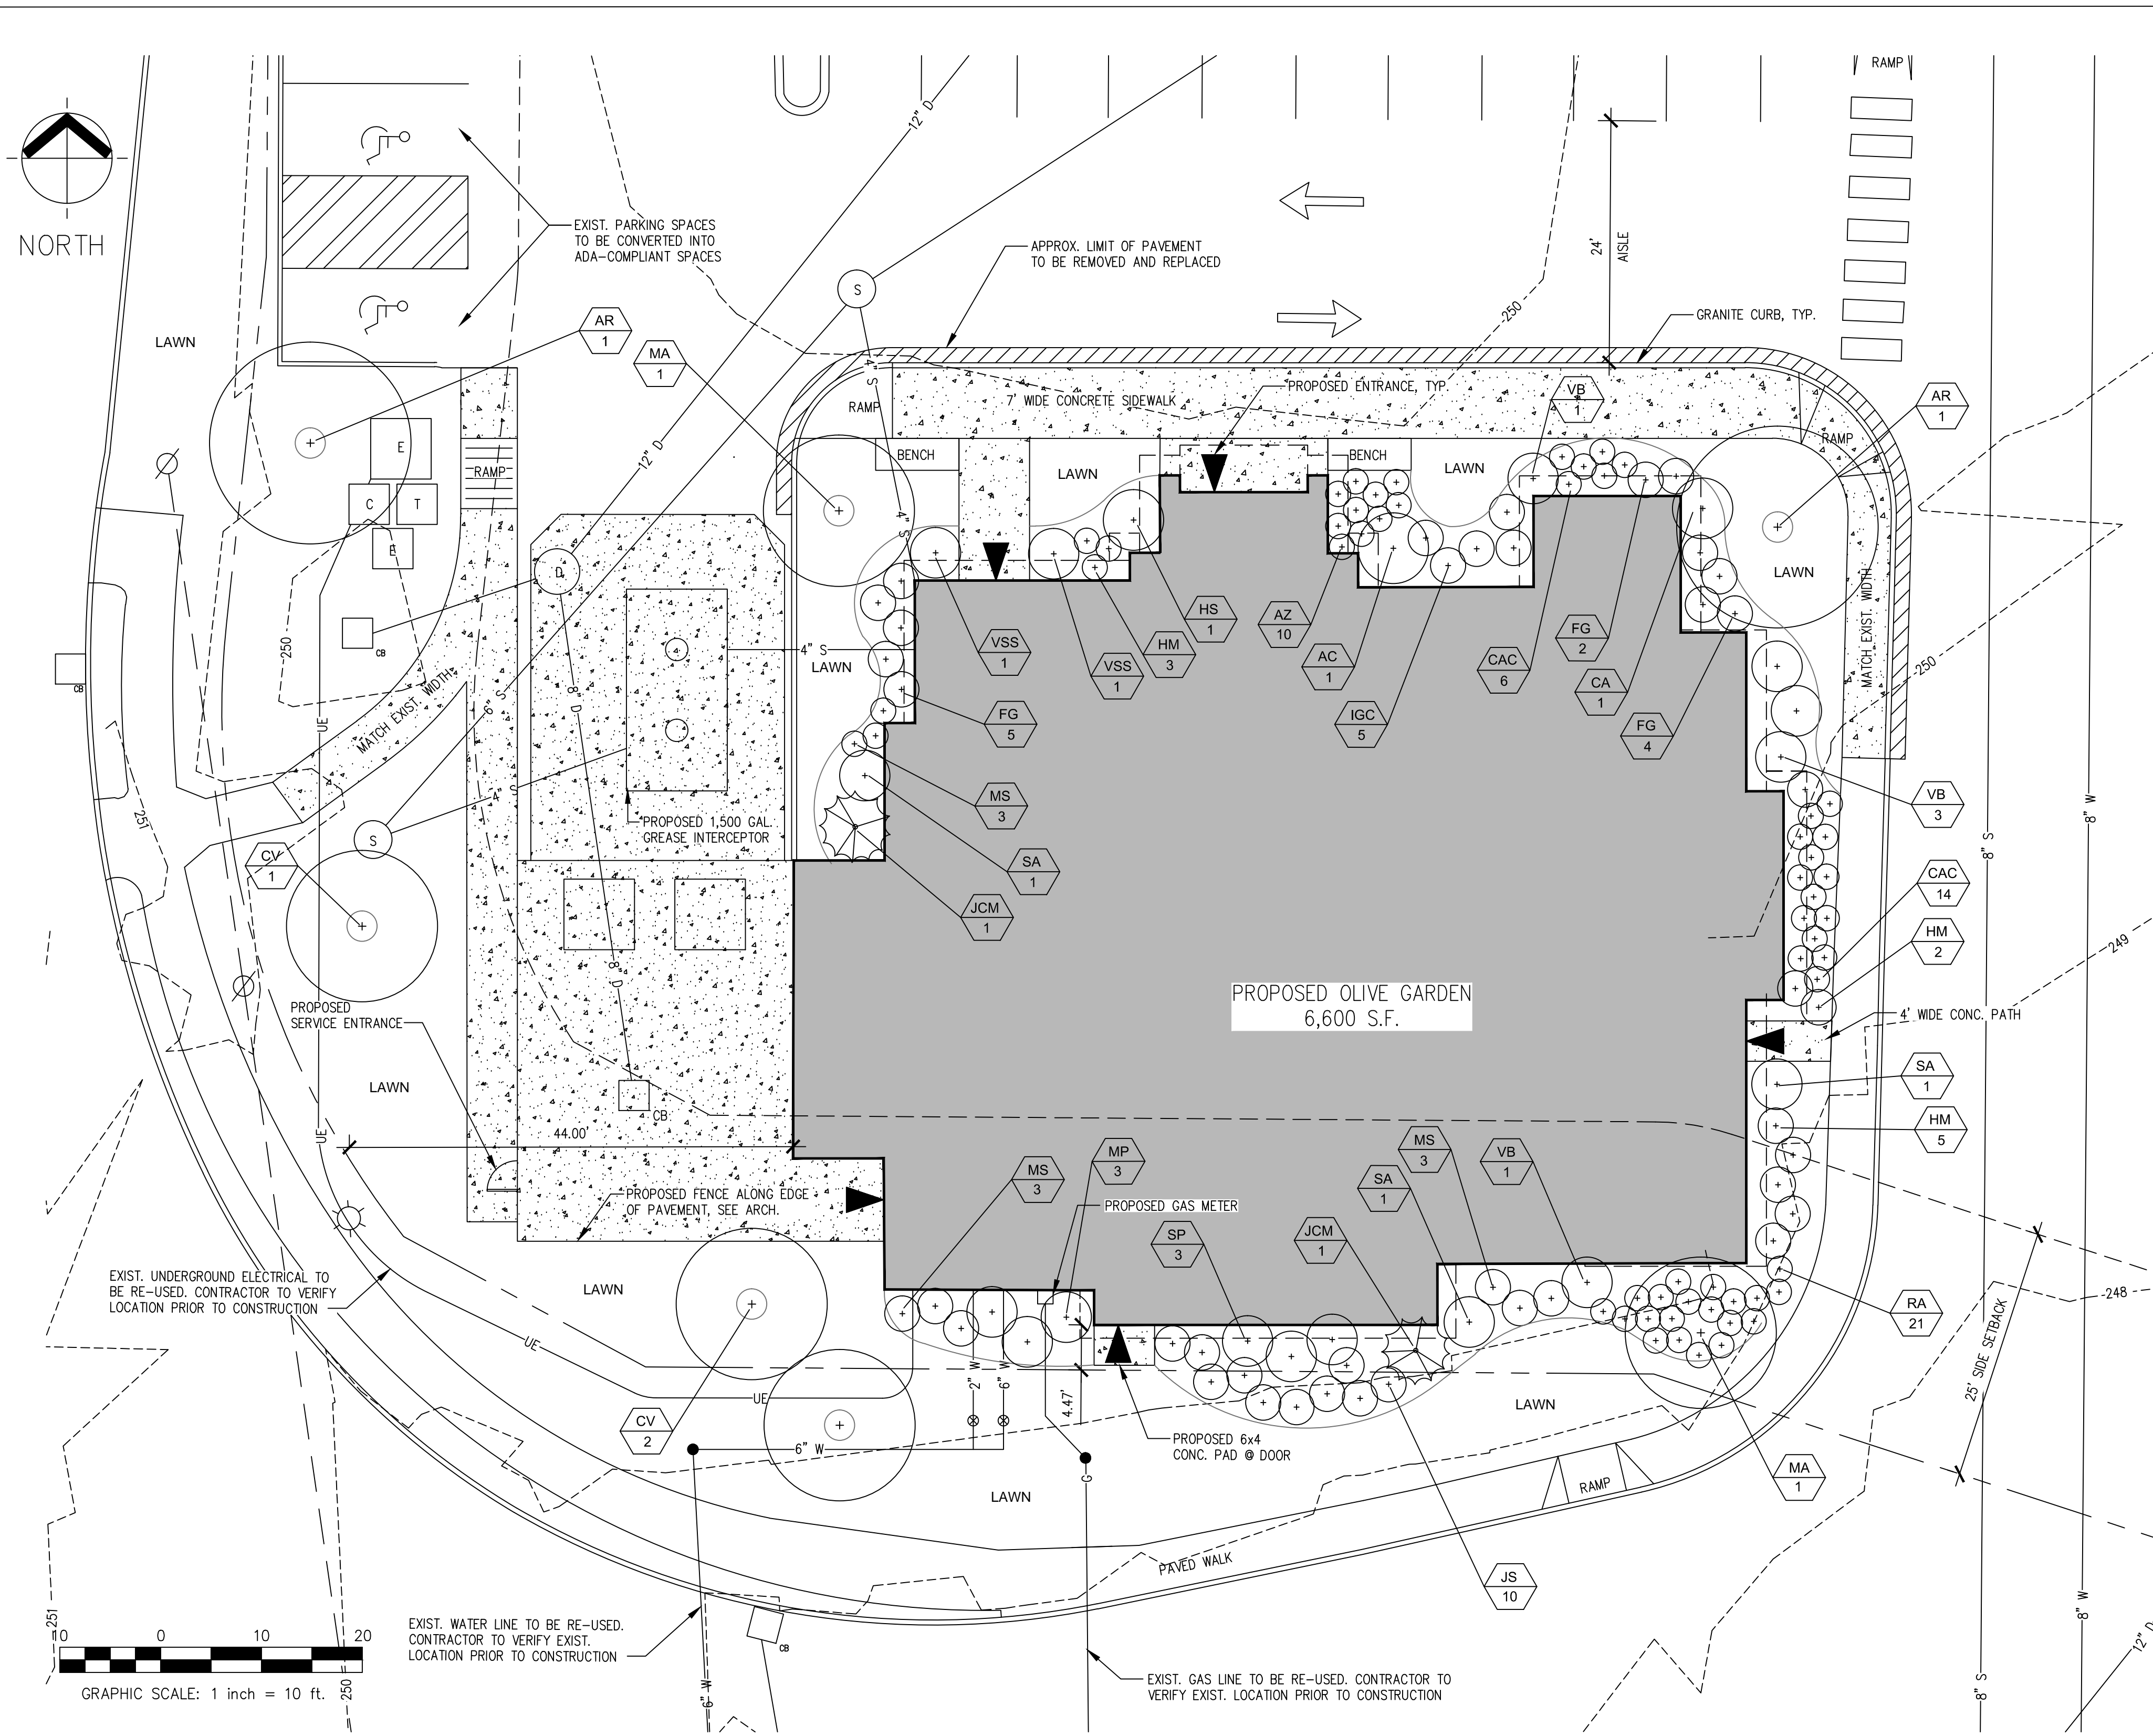 RAMP
NORTH
12" D
EXIST. PARKING SPACES
TO BE CONVERTED INTO
ADA-COMPLIANT SPACES
APPROX. LIMIT OF PAVEMENT
TO BE REMOVED AND REPLACED
24'
AISLE
S
250
GRANITE CURB, TYP.
LAWN
AR
1
MA
1
4" S
PROPOSED ENTRANCE, TYP.
7' WIDE CONCRETE SIDEWALK
VB
1
AR
1
RAMP
RAMP
E
RAMP
12" D
BENCH
LAWN
BENCH
LAWN
C
T
E
4" S
D
LAWN
MATCH EXIST. WIDTH
CB
250
4" S
LAWN
VSS
1
VSS
1
HM
3
HS
1
AZ
10
AC
1
CAC
6
FG
2
CA
1
250
CB
MATCH EXIST. WIDTH
6" S
8" D
UE
FG
5
IGC
5
FG
4
MS
3
VB
3
8" W
251
4" S
PROPOSED 1,500 GAL.
GREASE INTERCEPTOR
S
CV
1
SA
1
JCM
1
8" S
CAC
14
HM
2
249
8" D
PROPOSED OLIVE GARDEN
6,600 S.F.
PROPOSED
SERVICE ENTRANCE
4' WIDE CONC. PATH
LAWN
CB
SA
1
HM
5
UE
44.00'
MS
3
MP
3
MS
3
VB
1
SA
1
PROPOSED FENCE ALONG EDGE
OF PAVEMENT, SEE ARCH.
PROPOSED GAS METER
SP
3
JCM
1
EXIST. UNDERGROUND ELECTRICAL TO
BE RE-USED. CONTRACTOR TO VERIFY
LOCATION PRIOR TO CONSTRUCTION
LAWN
248
RA
21
25' SIDE SETBACK
UE
UE
2" W
6" W
4.47'
LAWN
CV
2
6" W
PROPOSED 6x4
CONC. PAD @ DOOR
G
LAWN
RAMP
MA
1
PAVED WALK
JS
10
251
EXIST. WATER LINE TO BE RE-USED.
CONTRACTOR TO VERIFY EXIST.
LOCATION PRIOR TO CONSTRUCTION
CB
8" W
12" D
10 0 10 20
GRAPHIC SCALE: 1 inch = 10 ft.
250
6" W
EXIST. GAS LINE TO BE RE-USED. CONTRACTOR TO
VERIFY EXIST. LOCATION PRIOR TO CONSTRUCTION
8" S